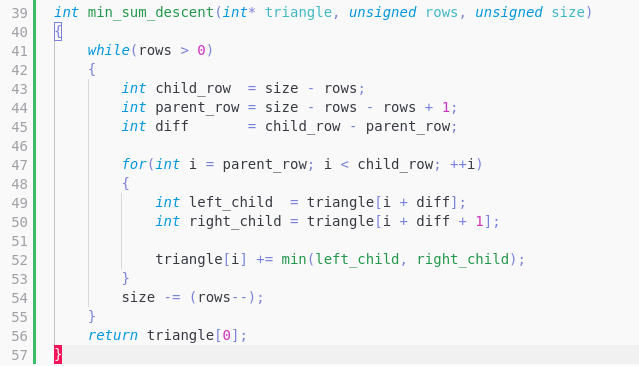 39 int min_sum_descent(int* triangle, unsigned rows, unsigned size)
40 {
41     while(rows > 0)
42     {
43         int child_row  = size - rows;
44         int parent_row = size - rows - rows + 1;
45         int diff       = child_row - parent_row;
46
47         for(int i = parent_row; i < child_row; ++i)
48         {
49             int left_child  = triangle[i + diff];
50             int right_child = triangle[i + diff + 1];
51
52             triangle[i] += min(left_child, right_child);
53         }
54         size -= (rows--);
55     }
56     return triangle[0];
57 }